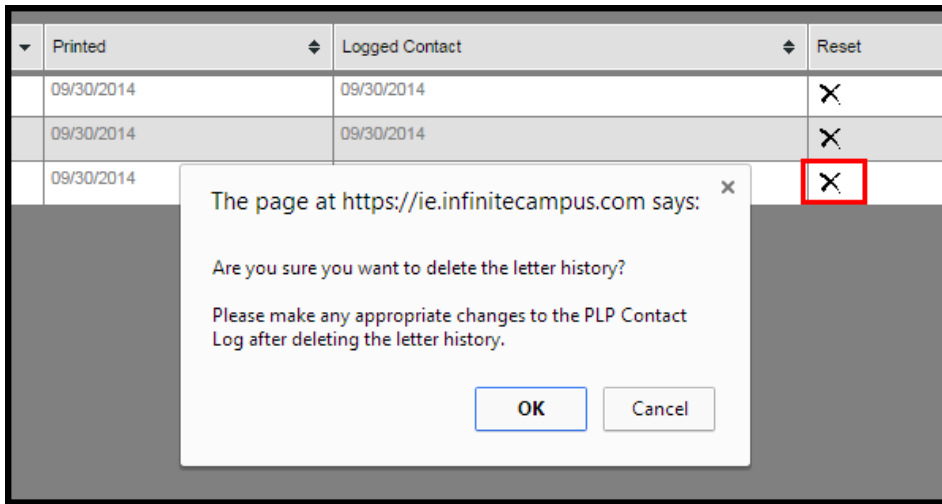 Printed Logged Contact Reset
09/30/2014 09/30/2014
09/30/2014 09/30/2014
09/30/2014
The page at https://ie.infinitecampus.com says:
Are you sure you want to delete the letter history?
Please make any appropriate changes to the PLP Contact
Log after deleting the letter history.
OK Cancel